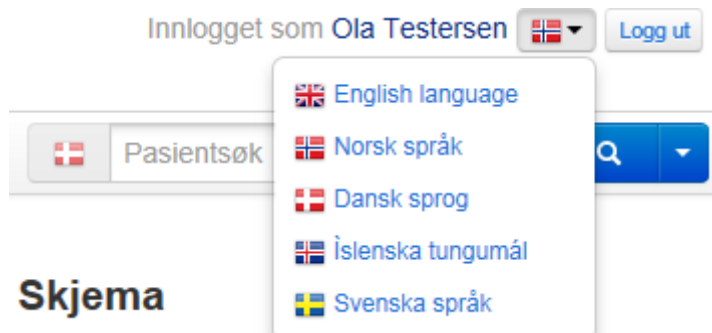 Innlogget som Ola Testersen Logg ut
English language
Pasientsøk Norsk språk
Dansk sprog
Ìslenska tungumál
Skjema
Svenska språk